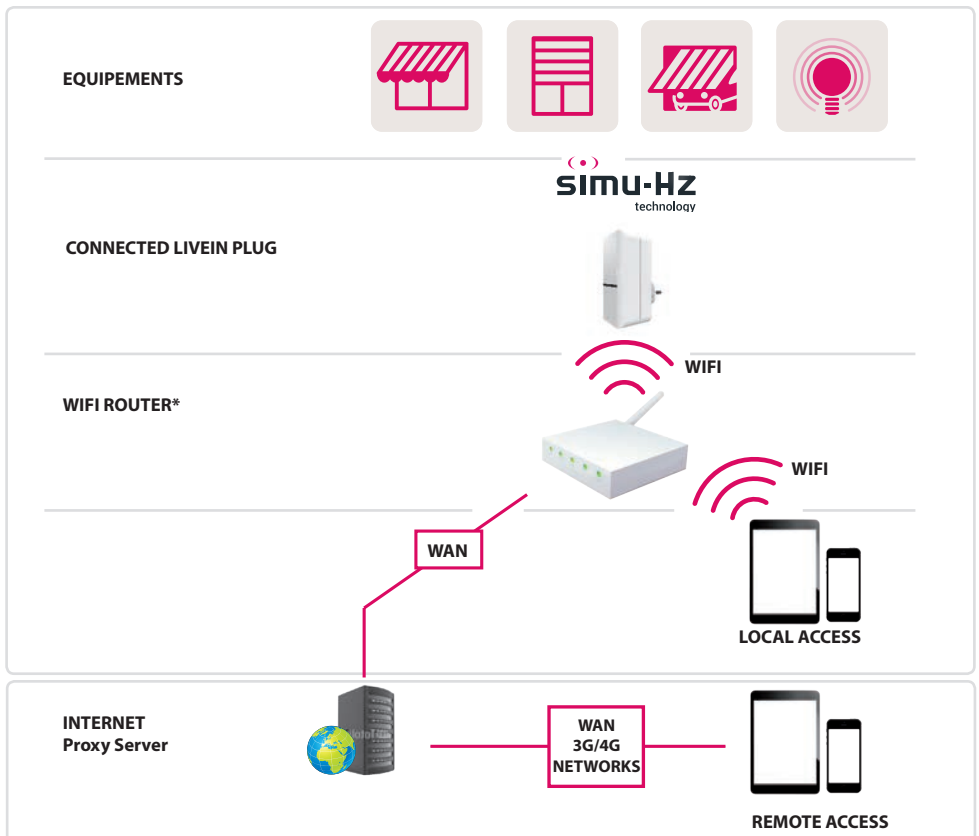 EQUIPEMENTS
simu-Hz
technology
CONNECTED LIVEIN PLUG
WIFI
WIFI ROUTER*
WIFI
WAN
LOCAL ACCESS
INTERNET
Proxy Server
WAN
3G/4G
NETWORKS
REMOTE ACCESS